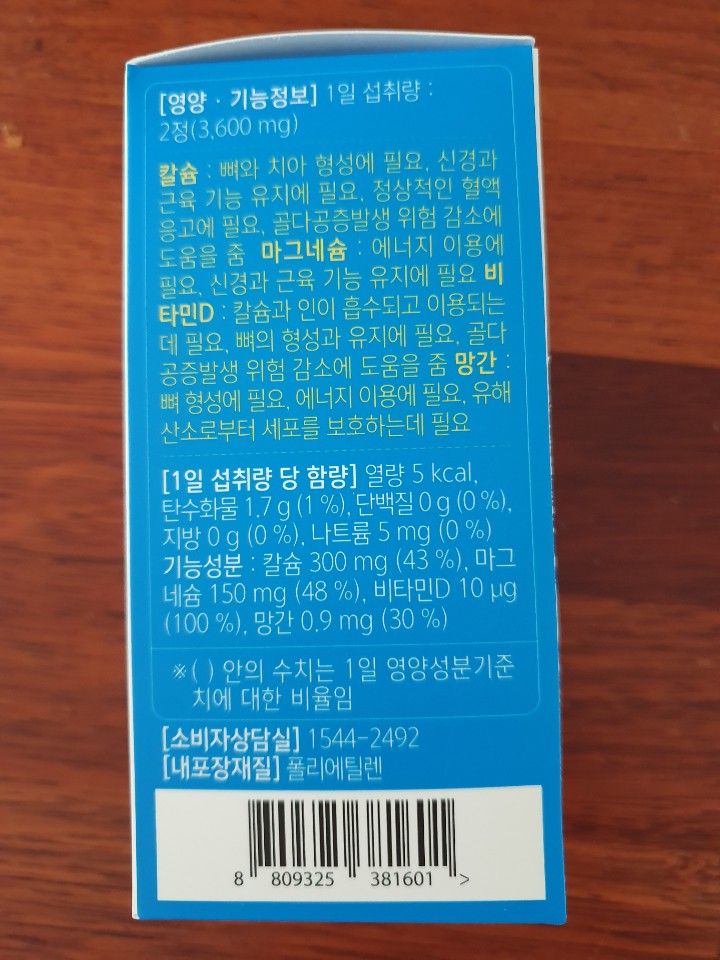 [영양 · 기능정보] 1일 섭취량 :
2정(3,600 mg)
칼슘 : 뼈와 치아 형성에 필요, 신경과
근육 기능 유지에 필요, 정상적인 혈액
응고에 필요, 골다공증발생 위험 감소에
도움을 줌 마그네슘 : 에너지 이용에
필요, 신경과 근육 기능 유지에 필요 비
타민D : 칼슘과 인이 흡수되고 이용되는
데 필요, 뼈의 형성과 유지에 필요, 골다
공증발생 위험 감소에 도움을 줌 망간 :
뼈 형성에 필요, 에너지 이용에 필요, 유해
산소로부터 세포를 보호하는데 필요
[1일 섭취량 당 함량] 열량 5 kcal,
탄수화물 1.7 g (1 %), 단백질 0 g (0 %),
지방 0 g (0 %), 나트륨 5 mg (0 %)
기능성분 : 칼슘 300 mg (43 %), 마그
네슘 150 mg (48 %), 비타민D 10 µg
(100 %), 망간 0.9 mg (30 %)
※( ) 안의 수치는 1일 영양성분기준
치에 대한 비율임
[소비자상담실] 1544-2492
[내포장재질] 폴리에틸렌
8 809325 381601 >